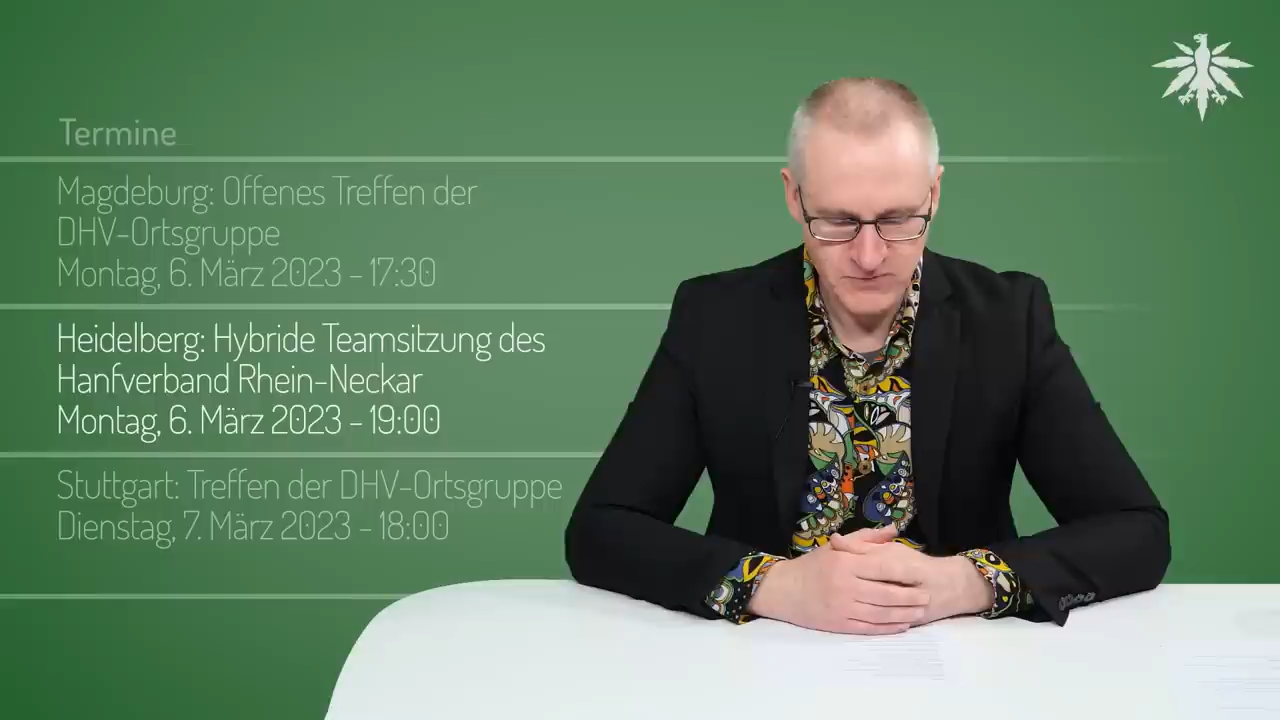 Termine
Magdeburg: Offenes Treffen der
DHV-Ortsgruppe
Montag, 6. März 2023 - 17:30
Heidelberg: Hybride Teamsitzung des
Hanfverband Rhein-Neckar
Montag, 6. März 2023 - 19:00
Stuttgart: Treffen der DHV-Ortsgruppe
Dienstag, 7. März 2023 - 18:00